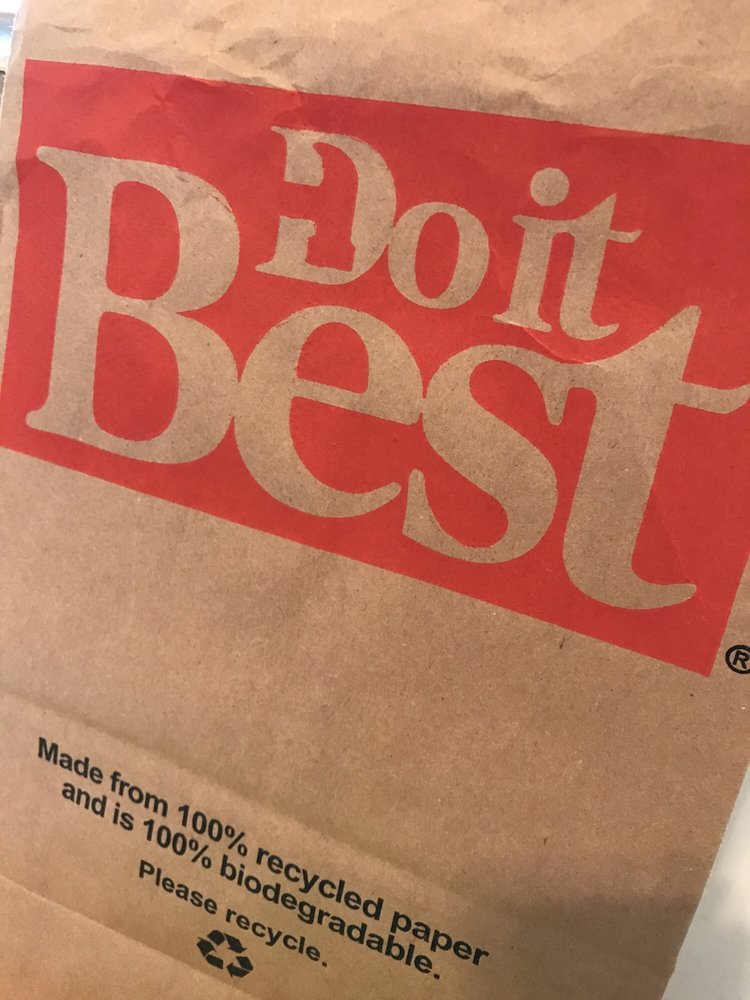 Do it
Best
®
Made from 100% recycled paper
and is 100% biodegradable.
Please recycle.